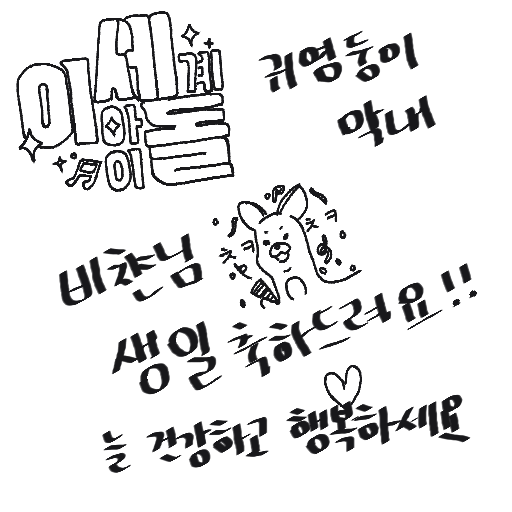 이세계아이돌
귀염둥이
막내
ㅊㅋ ㅊㅋ
비챤님
생일 축하드려요!!
늘 건강하고 행복하세요